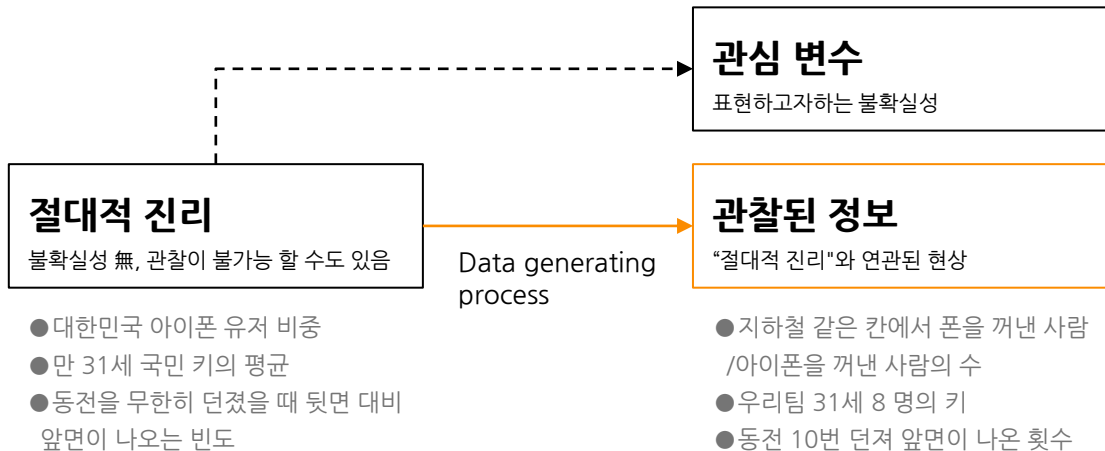 관심 변수
표현하고자하는 불확실성
절대적 진리
불확실성 無, 관찰이 불가능 할 수도 있음
Data generating
process
관찰된 정보
“절대적 진리"와 연관된 현상
●대한민국 아이폰 유저 비중
●만 31세 국민 키의 평균
●동전을 무한히 던졌을 때 뒷면 대비
앞면이 나오는 빈도
●지하철 같은 칸에서 폰을 꺼낸 사람
/아이폰을 꺼낸 사람의 수
●우리팀 31세 8 명의 키
●동전 10번 던져 앞면이 나온 횟수